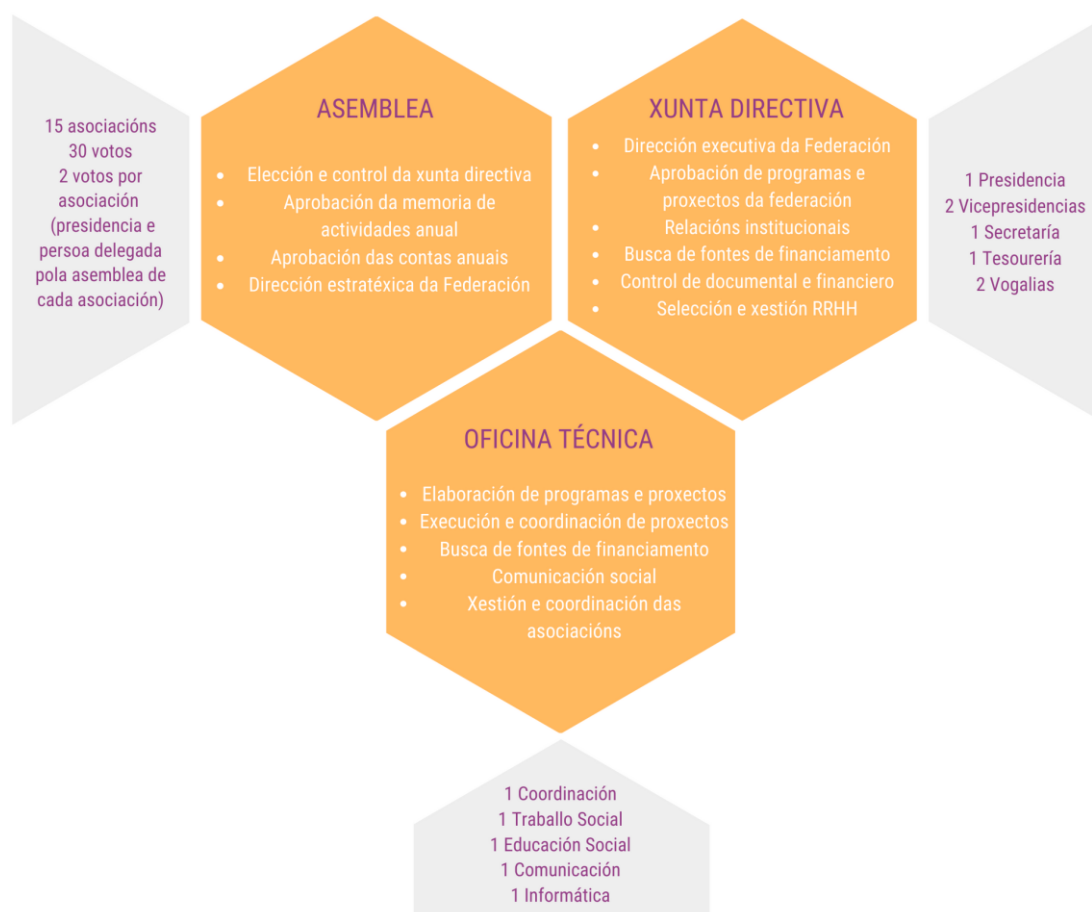 15 asociacións
30 votos
2 votos por
asociación
(presidencia e
persoa delegada
pola asemblea de
cada asociación)
ASEMBLEA
• Elección e control da xunta directiva
• Aprobación da memoria de
actividades anual
• Aprobación das contas anuais
• Dirección estratéxica da Federación
XUNTA DIRECTIVA
• Dirección executiva da Federación
• Aprobación de programas e
proxectos da federación
• Relacións institucionais
• Busca de fontes de financiamento
• Control de documental e financiero
• Selección e xestión RRHH
1 Presidencia
2 Vicepresidencias
1 Secretaría
1 Tesourería
2 Vogalias
OFICINA TÉCNICA
• Elaboración de programas e proxectos
• Execución e coordinación de proxectos
• Busca de fontes de financiamento
• Comunicación social
• Xestión e coordinación das
asociacións
1 Coordinación
1 Traballo Social
1 Educación Social
1 Comunicación
1 Informática